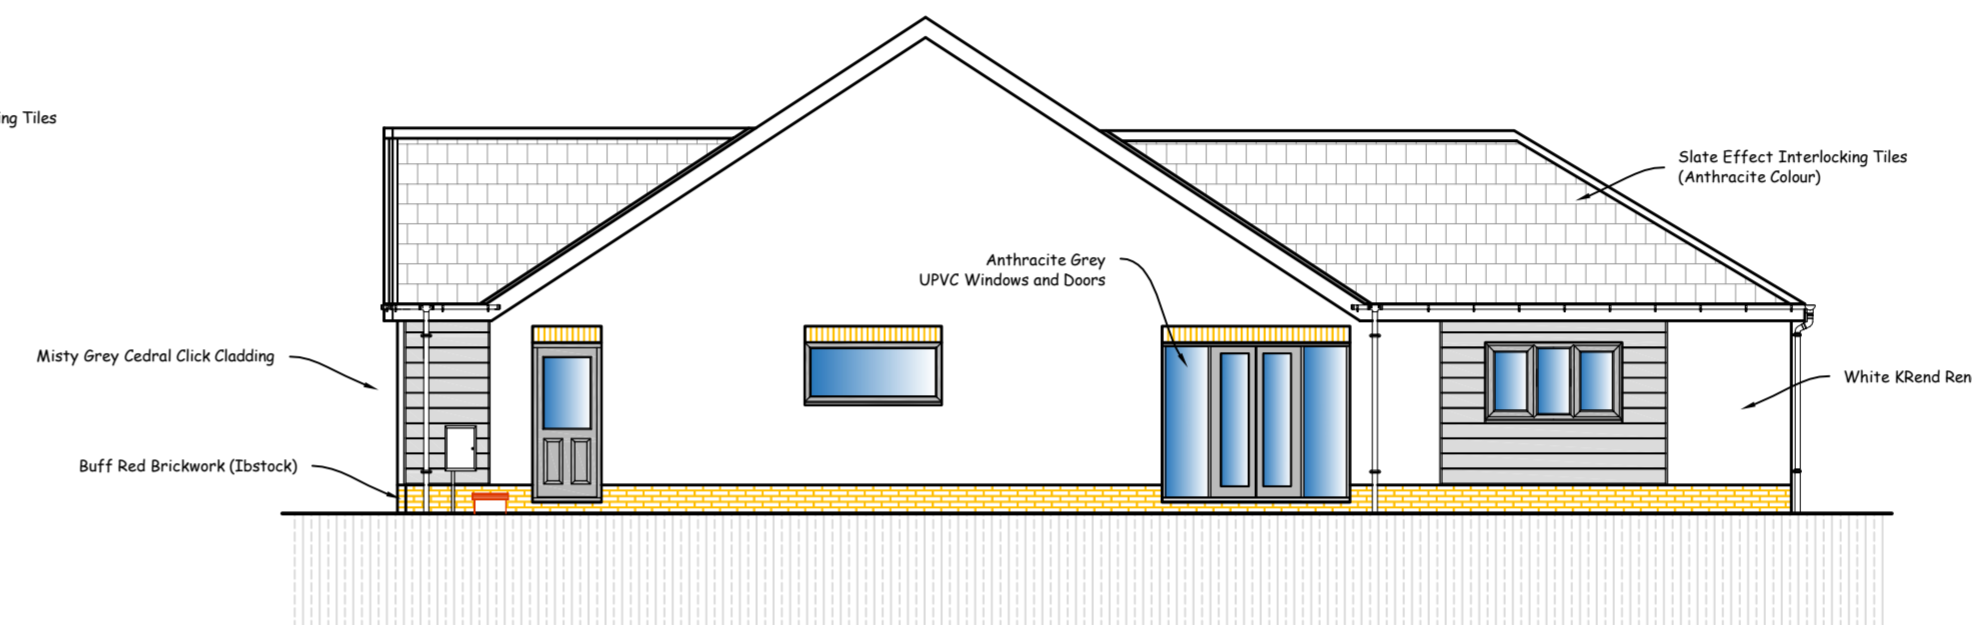 ing Tiles
Slate Effect Interlocking Tiles
(Anthracite Colour)
Anthracite Grey
UPVC Windows and Doors
Misty Grey Cedral Click Cladding
White KRend Ren
Buff Red Brickwork (Ibstock)